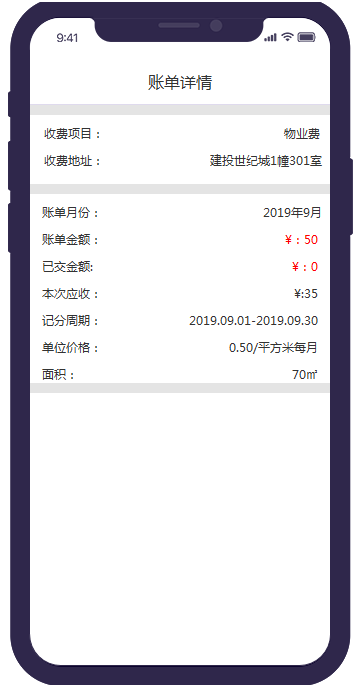 9:41
账单详情
收费项目： 物业费
收费地址： 建投世纪城1幢301室
账单月份： 2019年9月
账单金额： ¥：50
已交金额: ¥：0
本次应收： ¥:35
记分周期： 2019.09.01-2019.09.30
单位价格： 0.50/平方米每月
面积： 70㎡